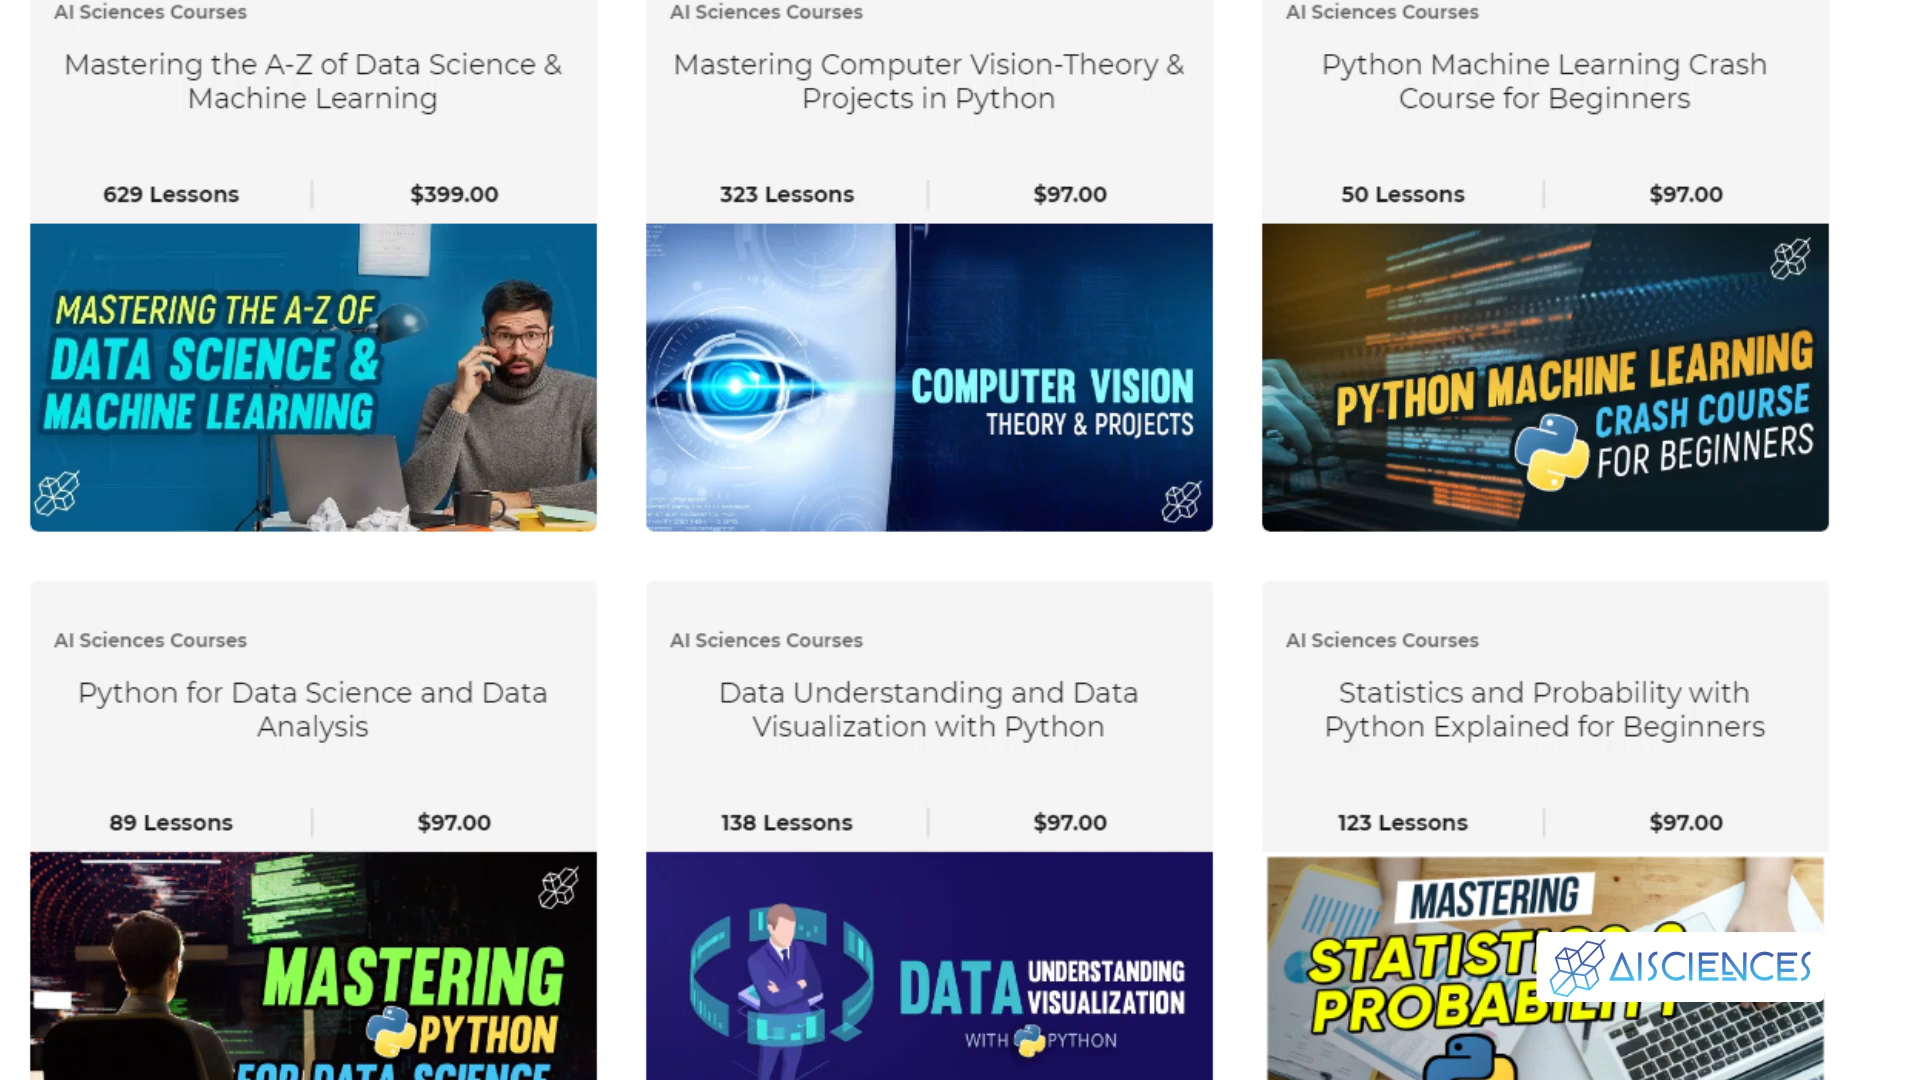 AI Sciences Courses
Mastering the A-Z of Data Science &
Machine Learning
629 Lessons
$399.00
MASTERING THE A-Z OF
DATA SCIENCE &
MACHINE LEARNING
AI Sciences Courses
Mastering Computer Vision-Theory &
Projects in Python
323 Lessons
$97.00
COMPUTER VISION
THEORY & PROJECTS
AI Sciences Courses
Python Machine Learning Crash
Course for Beginners
50 Lessons
$97.00
PYTHON MACHINE LEARNING
CRASH COURSE
FOR BEGINNERS
AI Sciences Courses
Python for Data Science and Data
Analysis
89 Lessons
$97.00
MASTERING
PYTHON
FOR DATA SCIENCE
AI Sciences Courses
Data Understanding and Data
Visualization with Python
138 Lessons
$97.00
DATA UNDERSTANDING
VISUALIZATION
WITH PYTHON
AI Sciences Courses
Statistics and Probability with
Python Explained for Beginners
123 Lessons
$97.00
MASTERING
PROBABILITY
AISCIENCES